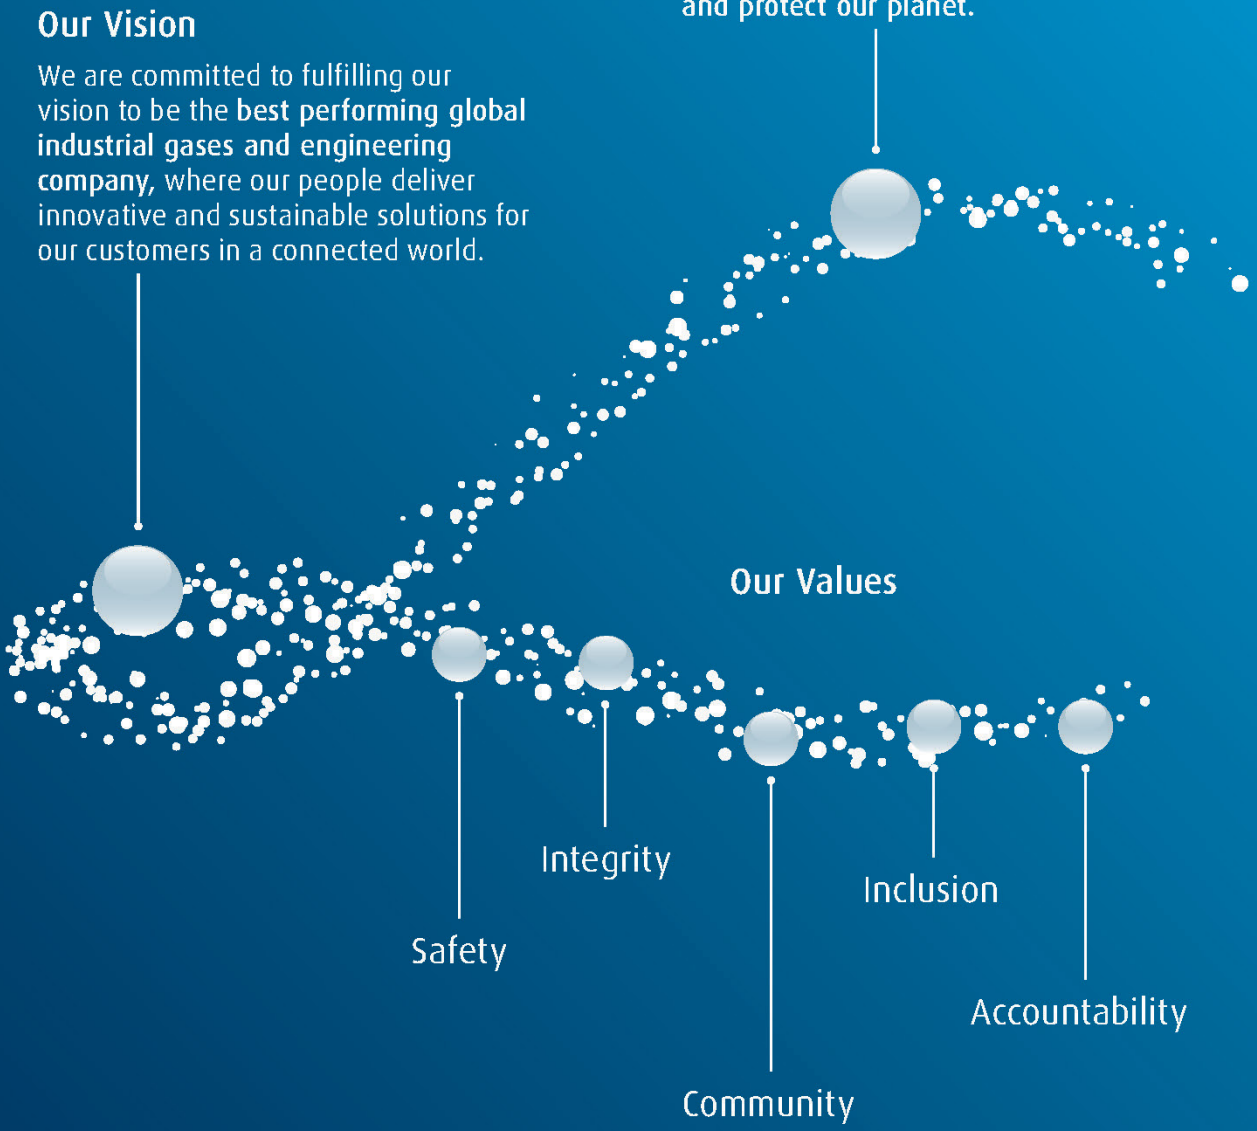 and protect our planet.
Our Vision
We are committed to fulfilling our
vision to be the best performing global
industrial gases and engineering
company, where our people deliver
innovative and sustainable solutions for
our customers in a connected world.
Our Values
Integrity
Inclusion
Safety
Accountability
Community